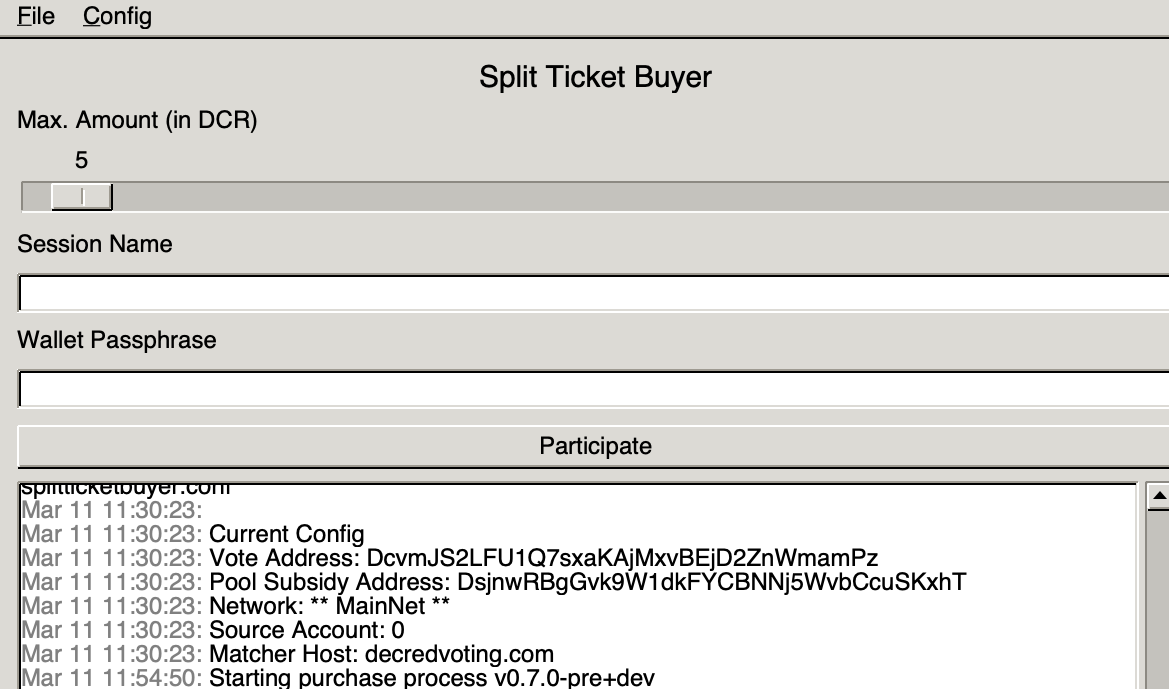 File Config
Split Ticket Buyer
Max. Amount (in DCR)
5
Session Name
Wallet Passphrase
Participate
splitticketbuyer.conf
Mar 11 11:30:23:
Mar 11 11:30:23: Current Config
Mar 11 11:30:23: Vote Address: DcvmJS2LFU1Q7sxaKAjMxvBEjD2ZnWmamPz
Mar 11 11:30:23: Pool Subsidy Address: DsjnwRBgGvk9W1dkFYCBNNj5WvbCcuSKxhT
Mar 11 11:30:23: Network: ** MainNet **
Mar 11 11:30:23: Source Account: 0
Mar 11 11:30:23: Matcher Host: decredvoting.com
Mar 11 11:54:50: Starting purchase process v0.7.0-pre+dev